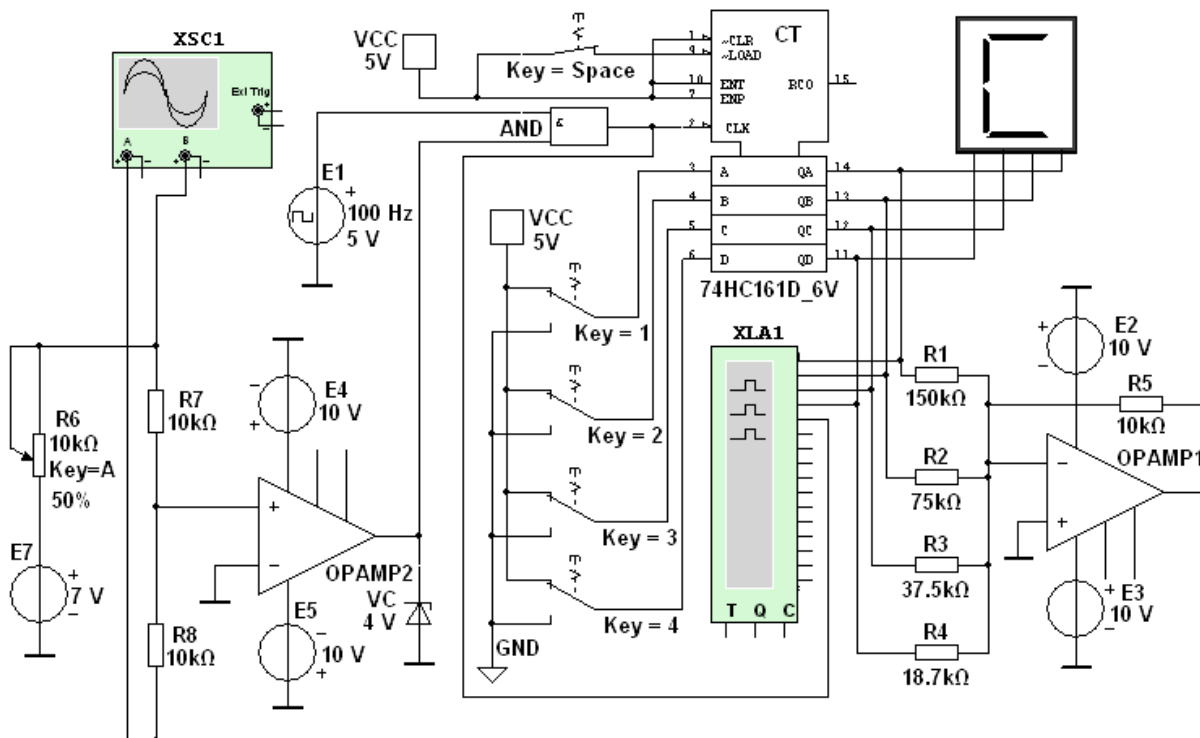 XSC1
Ext Trig
+
−
A
B
+
−
+
−
VCC
5V
E
Key = Space
CT
1
~CLR
9
~LOAD
10
ENT
7
ENP
RCO
15
2
CLK
AND
&
E1
+
100 Hz
5 V
3
A
QA
14
4
B
QB
13
5
C
QC
12
6
D
QD
11
74HC161D_6V
VCC
5V
E
Key = 1
E
Key = 2
E
Key = 3
E
Key = 4
GND
XLA1
T Q C
C
R1
150kΩ
R2
75kΩ
R3
37.5kΩ
R4
18.7kΩ
E2
+
10 V
R5
10kΩ
OPAMP1
−
+
E3
+
10 V
−
R6
10kΩ
Key=A
50%
R7
10kΩ
E4
−
10 V
+
E7
+
7 V
−
R8
10kΩ
+
−
OPAMP2
E5
−
10 V
+
VC
4 V